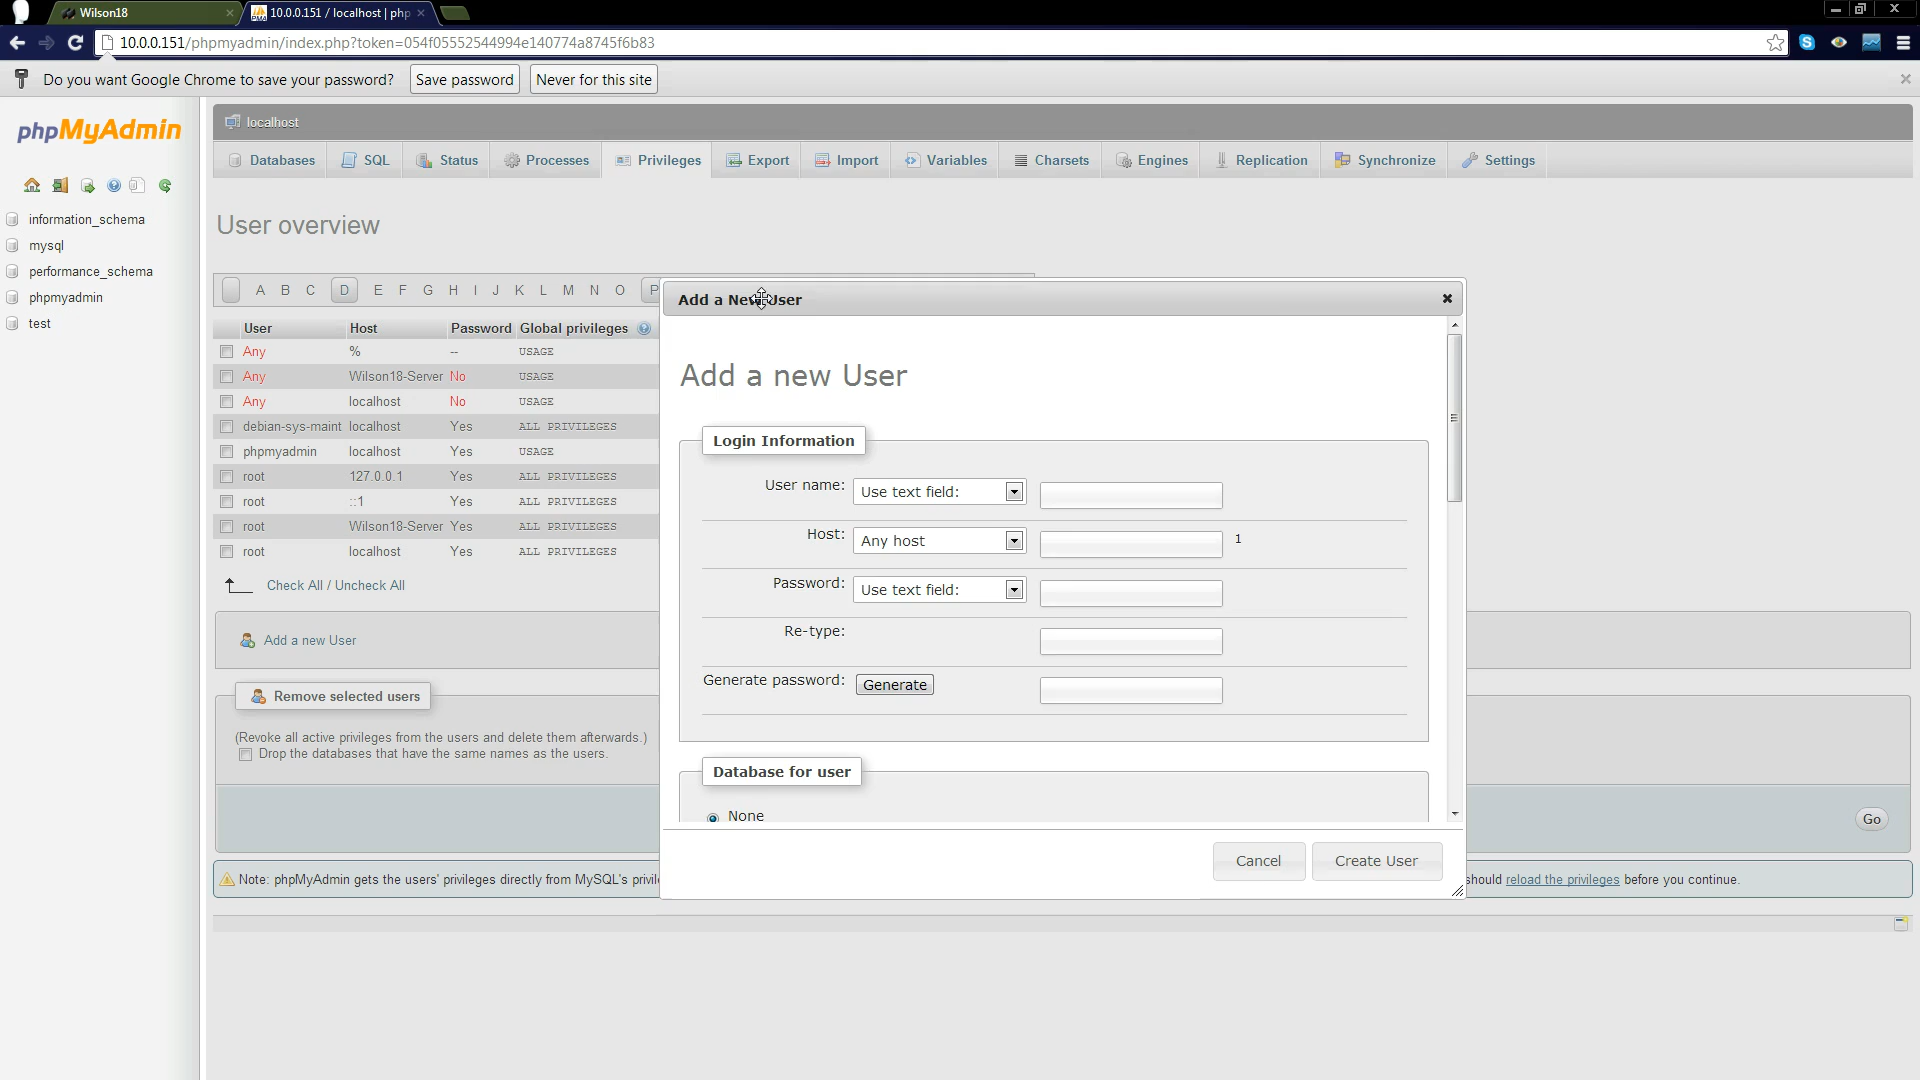 Wilson18
10.0.0.151 / localhost | php
10.0.0.151/phpmyadmin/index.php?token=054f05552544994e140774a8745f6b83
Do you want Google Chrome to save your password? Save password Never for this site
phpMyAdmin
localhost
Databases SQL Status Processes Privileges Export Import Variables Charsets Engines Replication Synchronize Settings
information_schema
mysql
performance_schema
phpmyadmin
test
User overview
A B C D E F G H I J K L M N O P
User Host Password Global privileges
Any % -- USAGE
Any Wilson18-Server No USAGE
Any localhost No USAGE
debian-sys-maint localhost Yes ALL PRIVILEGES
phpmyadmin localhost Yes USAGE
root 127.0.0.1 Yes ALL PRIVILEGES
root ::1 Yes ALL PRIVILEGES
root Wilson18-Server Yes ALL PRIVILEGES
root localhost Yes ALL PRIVILEGES
Check All / Uncheck All
Add a new User
Remove selected users
(Revoke all active privileges from the users and delete them afterwards.)
Drop the databases that have the same names as the users.
Go
Note: phpMyAdmin gets the users' privileges directly from MySQL's should reload the privileges before you continue.
Add a New User
Add a new User
Login Information
User name: Use text field:
Host: Any host 1
Password: Use text field:
Re-type:
Generate password: Generate
Database for user
None
Cancel Create User